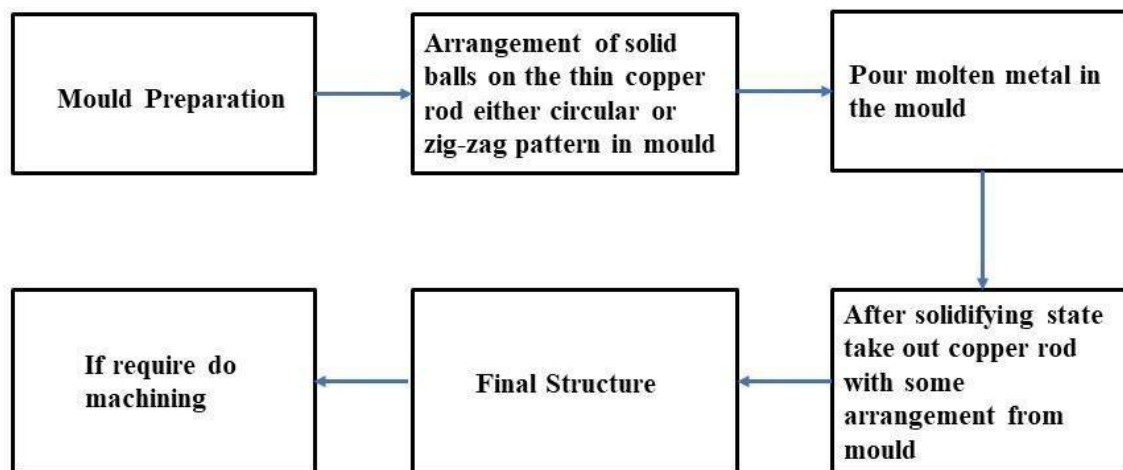 Mould Preparation
Arrangement of solid
balls on the thin copper
rod either circular or
zig-zag pattern in mould
Pour molten metal in
the mould
After solidifying state
take out copper rod
with some
arrangement from
mould
Final Structure
If require do
machining